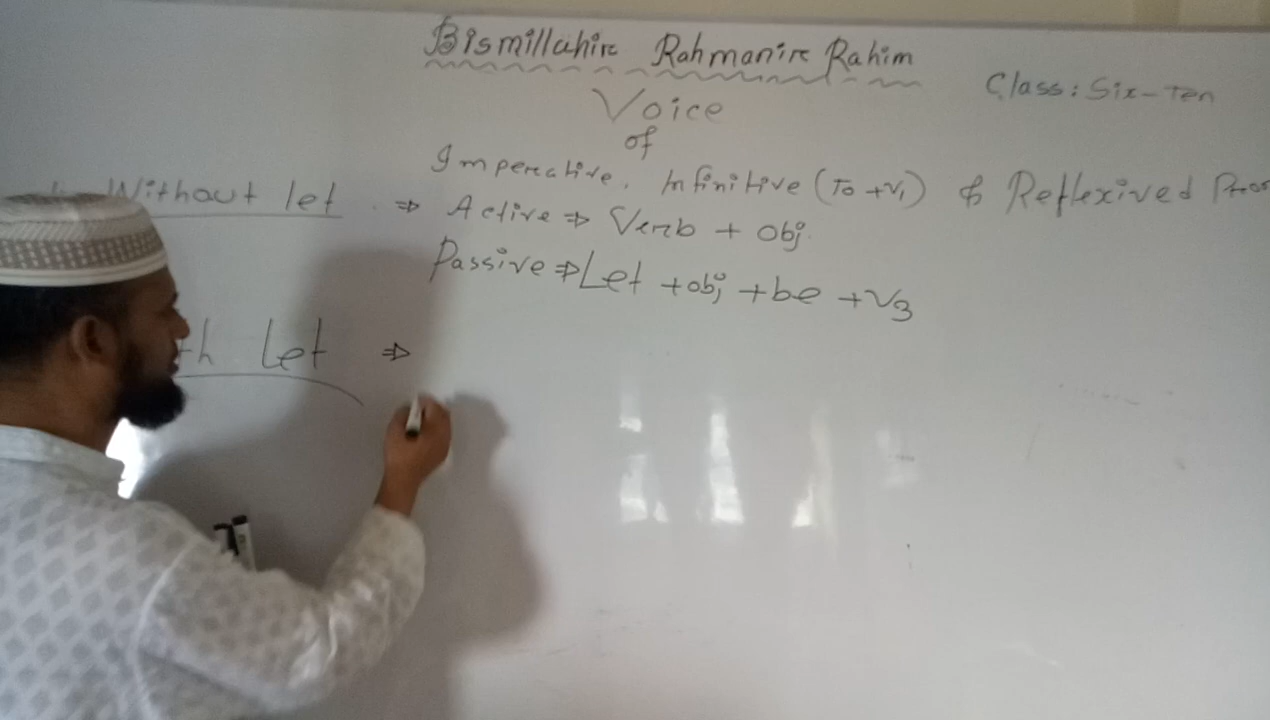 Bismillahir Rahmanir Rahim
Class: Six-Ten
Voice
of
Imperative, Infinitive (To +V1) & Reflexived
Without let ⇒ Active ⇒ Verb + Obj.
Passive ⇒ Let +obj +be +V3
th Let ⇒